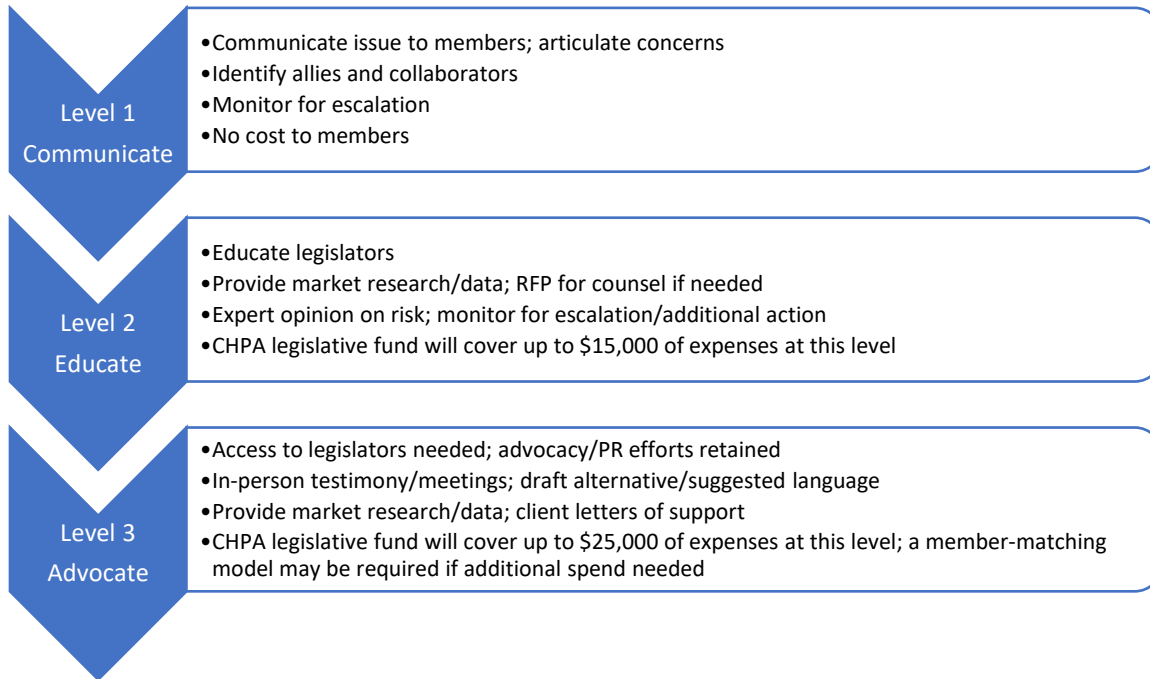 Level 1
Communicate
•Communicate issue to members; articulate concerns
•Identify allies and collaborators
•Monitor for escalation
•No cost to members
Level 2
Educate
•Educate legislators
•Provide market research/data; RFP for counsel if needed
•Expert opinion on risk; monitor for escalation/additional action
•CHPA legislative fund will cover up to $15,000 of expenses at this level
Level 3
Advocate
•Access to legislators needed; advocacy/PR efforts retained
•In-person testimony/meetings; draft alternative/suggested language
•Provide market research/data; client letters of support
•CHPA legislative fund will cover up to $25,000 of expenses at this level; a member-matching
model may be required if additional spend needed